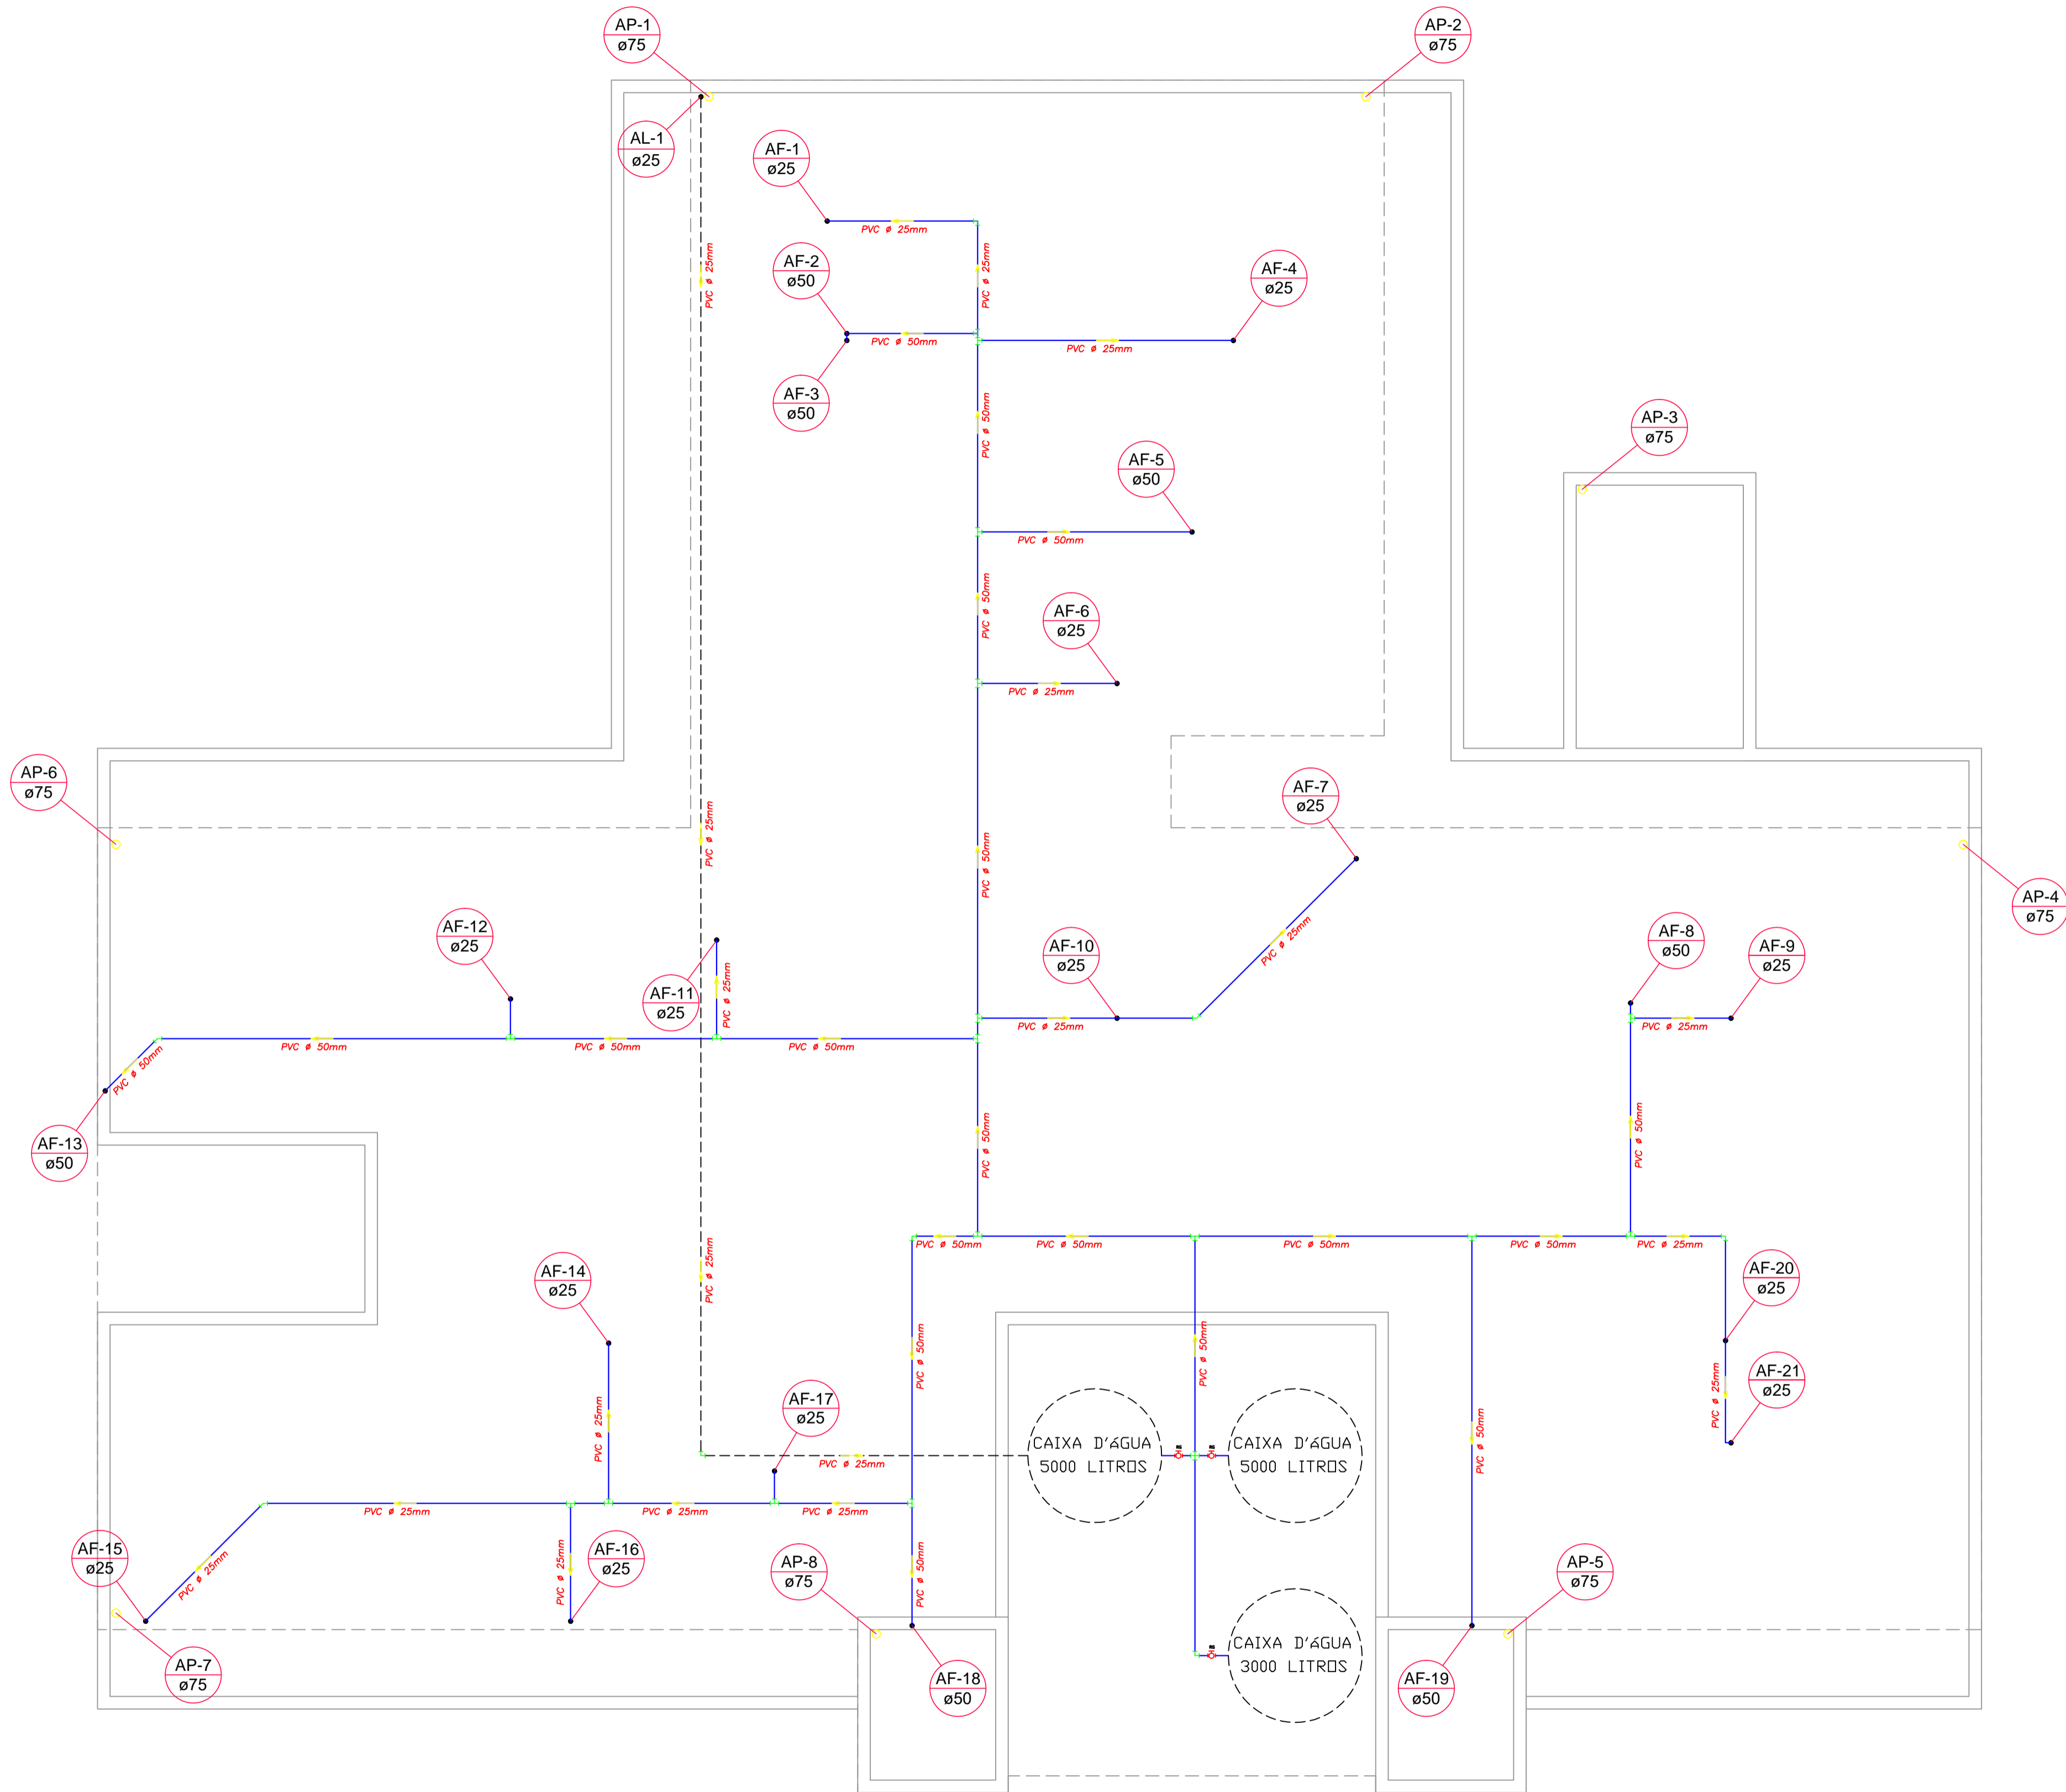 AP-1
ø75
AP-2
ø75
AL-1
ø25
AF-1
ø25
PVC ø 25mm
PVC ø 25mm
PVC ø 25mm
AF-2
ø50
AF-4
ø25
PVC ø 50mm
PVC ø 25mm
AF-3
ø50
PVC ø 50mm
AP-3
ø75
AF-5
ø50
PVC ø 50mm
PVC ø 50mm
AF-6
ø25
PVC ø 25mm
AP-6
ø75
AF-7
ø25
PVC ø 25mm
PVC ø 50mm
AP-4
ø75
AF-12
ø25
AF-11
ø25
PVC ø 25mm
AF-10
ø25
PVC ø 25mm
PVC ø 25mm
AF-8
ø50
AF-9
ø25
PVC ø 25mm
PVC ø 50mm
PVC ø 50mm
PVC ø 50mm
PVC ø 50mm
AF-13
ø50
PVC ø 50mm
PVC ø 50mm
PVC ø 50mm
PVC ø 50mm
PVC ø 50mm
PVC ø 50mm
PVC ø 25mm
PVC ø 25mm
AF-14
ø25
AF-20
ø25
PVC ø 50mm
PVC ø 50mm
AF-17
ø25
AF-21
ø25
PVC ø 25mm
PVC ø 25mm
PVC ø 50mm
CAIXA D'ÁGUA
5000 LITROS
RG
RG
CAIXA D'ÁGUA
5000 LITROS
PVC ø 25mm
PVC ø 25mm
PVC ø 25mm
PVC ø 25mm
AF-15
ø25
PVC ø 25mm
PVC ø 25mm
AF-16
ø25
AP-8
ø75
PVC ø 50mm
AP-5
ø75
AP-7
ø75
AF-18
ø50
RG
CAIXA D'ÁGUA
3000 LITROS
AF-19
ø50